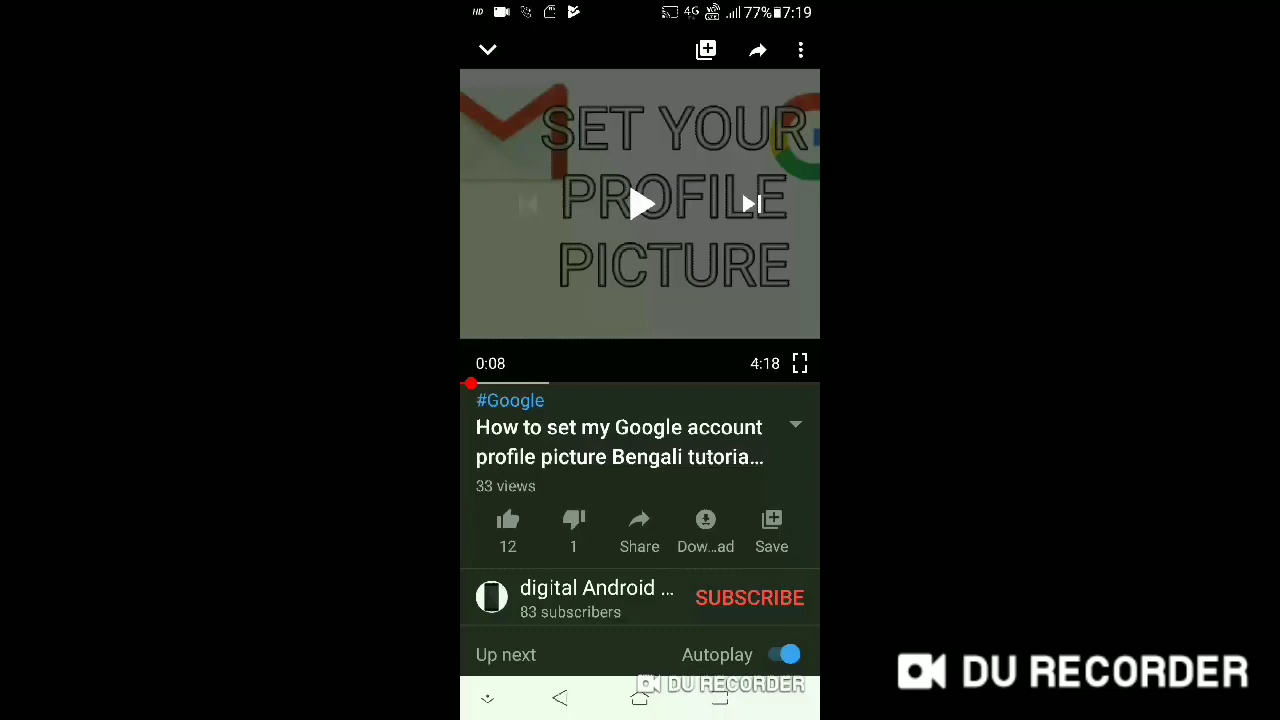 HD 4G VoLTE 77% 7:19
SET YOUR
PROFILE
PICTURE
0:08 4:18
#Google
How to set my Google account
profile picture Bengali tutoria...
33 views
12 1 Share Dow...ad Save
digital Android ... SUBSCRIBE
83 subscribers
Up next Autoplay
DU RECORDER
DU RECORDER